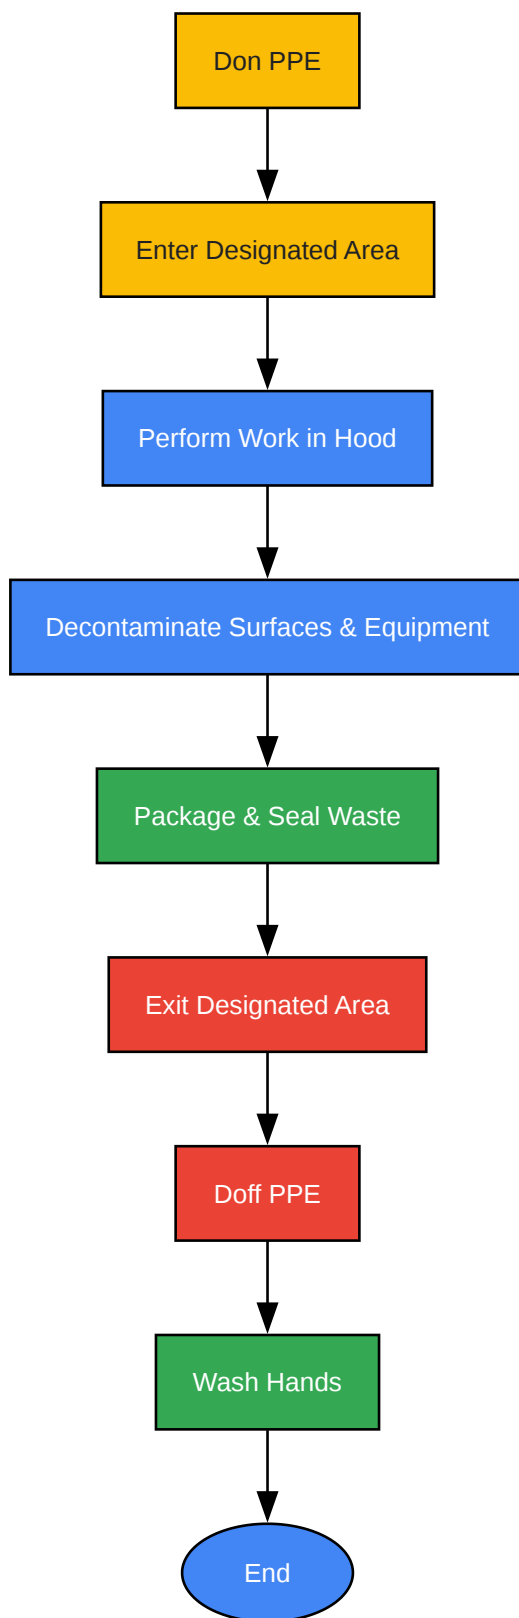 Don PPE
Enter Designated Area
Perform Work in Hood
Decontaminate Surfaces & Equipment
Package & Seal Waste
Exit Designated Area
Doff PPE
Wash Hands
End